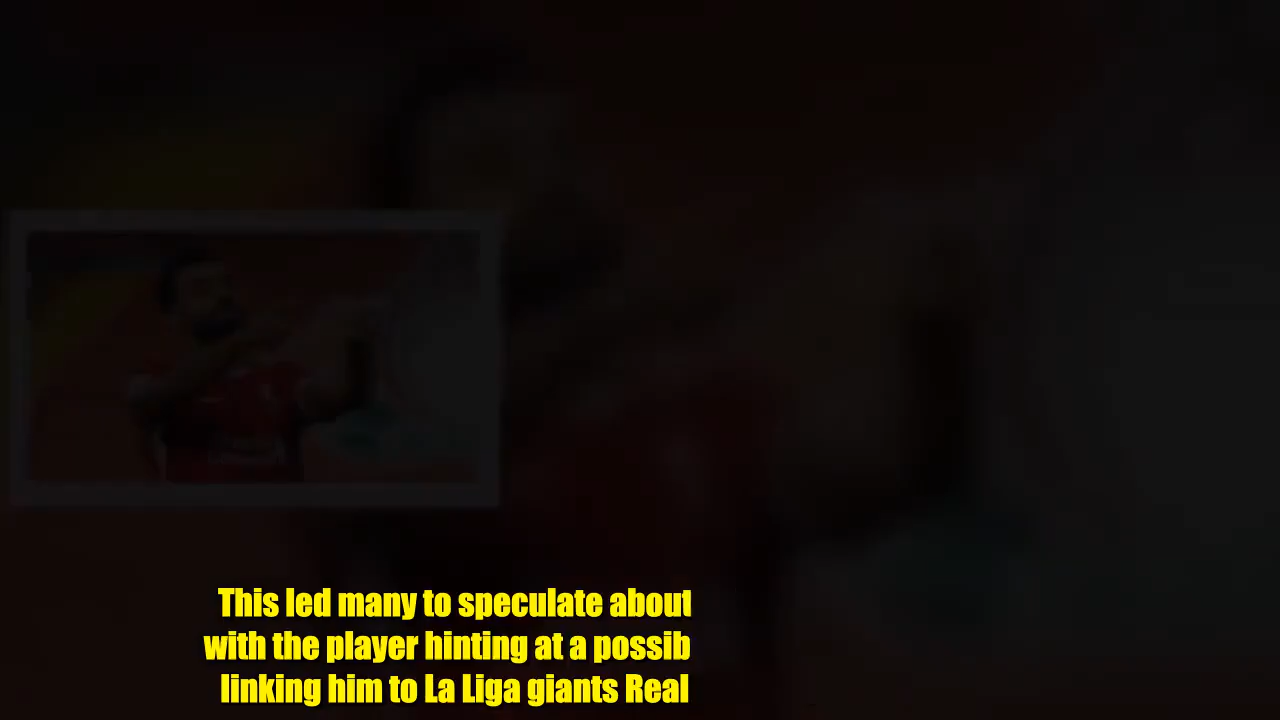 This led many to speculate about
with the player hinting at a possib
linking him to La Liga giants Real